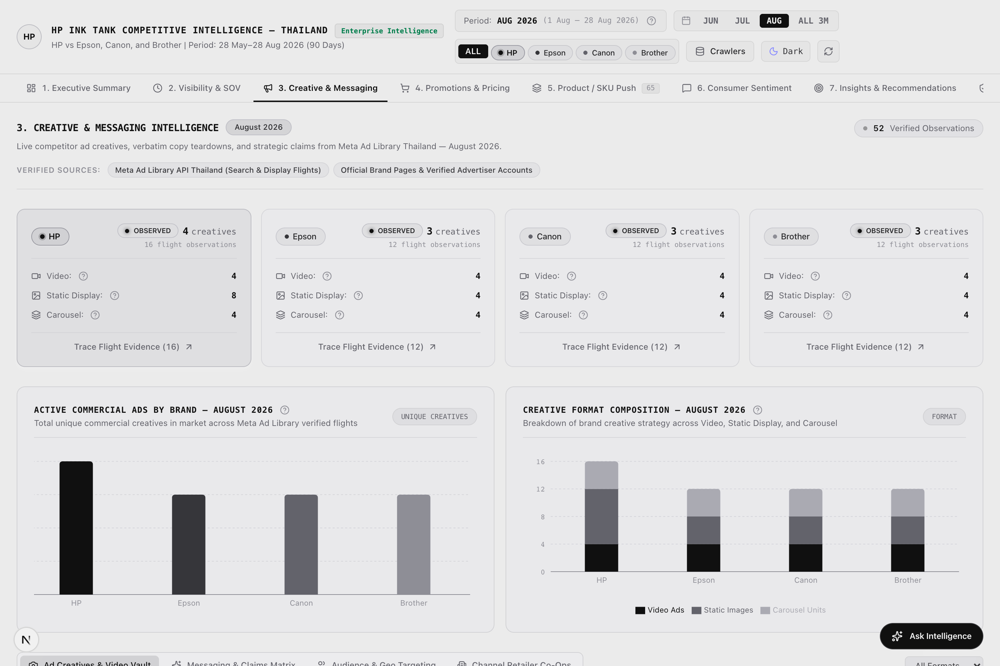 HP
HP INK TANK COMPETITIVE INTELLIGENCE — THAILAND
Enterprise Intelligence
HP vs Epson, Canon, and Brother | Period: 28 May–28 Aug 2026 (90 Days)
Period: AUG 2026 (1 Aug — 28 Aug 2026)
JUN JUL AUG ALL 3M
ALL HP Epson Canon Brother
Crawlers
Dark
1. Executive Summary
2. Visibility & SOV
3. Creative & Messaging
4. Promotions & Pricing
5. Product / SKU Push 65
6. Consumer Sentiment
7. Insights & Recommendations
3. CREATIVE & MESSAGING INTELLIGENCE
August 2026
52 Verified Observations
Live competitor ad creatives, verbatim copy teardowns, and strategic claims from Meta Ad Library Thailand — August 2026.
VERIFIED SOURCES:
Meta Ad Library API Thailand (Search & Display Flights)
Official Brand Pages & Verified Advertiser Accounts
HP
OBSERVED 4 creatives
16 flight observations
Video: 4
Static Display: 8
Carousel: 4
Trace Flight Evidence (16)
Epson
OBSERVED 3 creatives
12 flight observations
Video: 4
Static Display: 4
Carousel: 4
Trace Flight Evidence (12)
Canon
OBSERVED 3 creatives
12 flight observations
Video: 4
Static Display: 4
Carousel: 4
Trace Flight Evidence (12)
Brother
OBSERVED 3 creatives
12 flight observations
Video: 4
Static Display: 4
Carousel: 4
Trace Flight Evidence (12)
ACTIVE COMMERCIAL ADS BY BRAND — AUGUST 2026
Total unique commercial creatives in market across Meta Ad Library verified flights
UNIQUE CREATIVES
HP Epson Canon Brother
CREATIVE FORMAT COMPOSITION — AUGUST 2026
Breakdown of brand creative strategy across Video, Static Display, and Carousel
FORMAT
16
12
8
4
0
HP Epson Canon Brother
Video Ads Static Images Carousel Units
N
Ask Intelligence
Ad Creatives & Video Vault
Messaging & Claims Matrix
Audience & Geo Targeting
Channel Retailer Co-Ops
All Formats